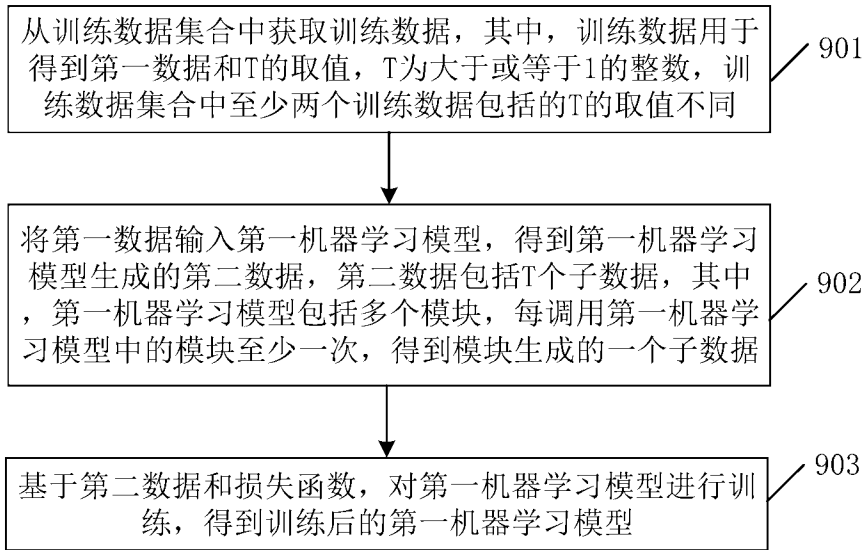 从训练数据集合中获取训练数据，其中，训练数据用于
得到第一数据和T的取值，T为大于或等于1的整数，训
练数据集合中至少两个训练数据包括的T的取值不同
901
将第一数据输入第一机器学习模型，得到第一机器学习
模型生成的第二数据，第二数据包括T个子数据，其中
，第一机器学习模型包括多个模块，每调用第一机器学
习模型中的模块至少一次，得到模块生成的一个子数据
902
基于第二数据和损失函数，对第一机器学习模型进行训
练，得到训练后的第一机器学习模型
903